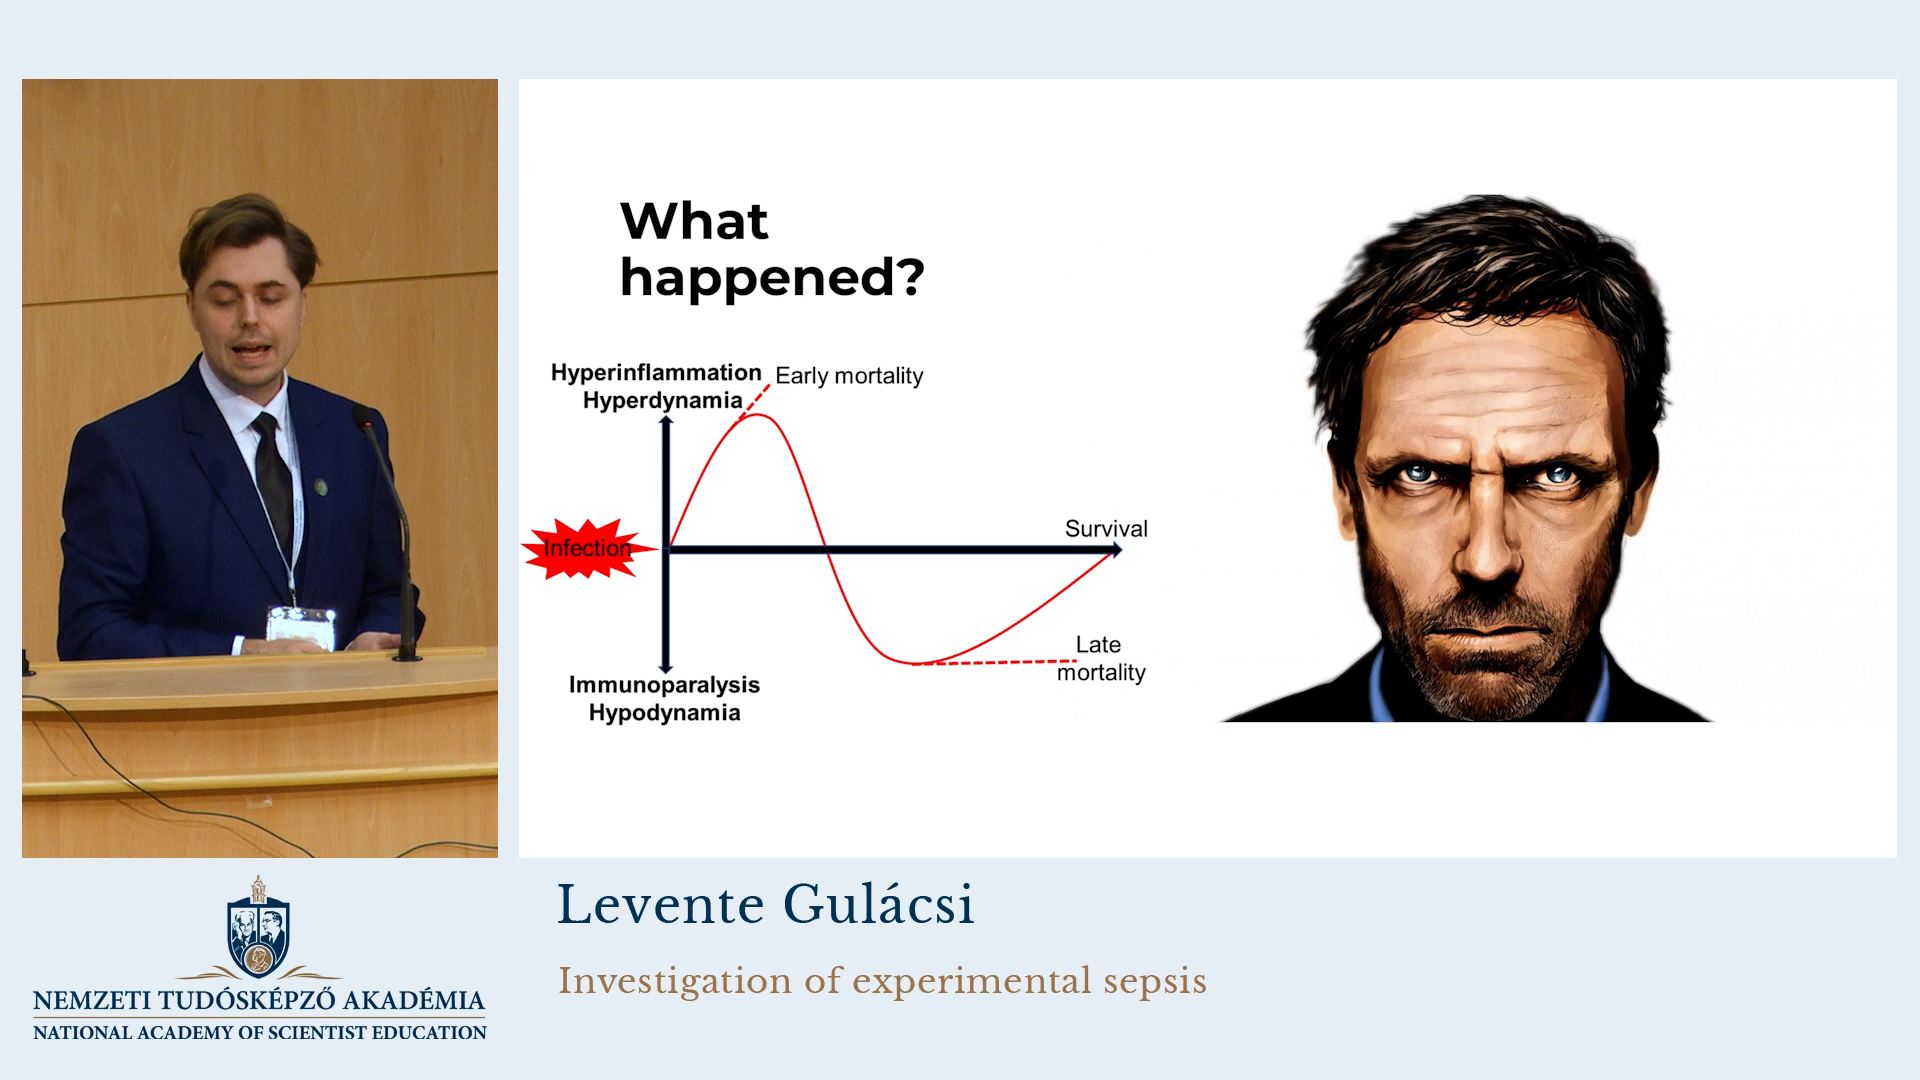 What
happened?
Hyperinflammation
Hyperdynamia
Early mortality
Infection
Survival
Late
mortality
Immunoparalysis
Hypodynamia
Levente Gulácsi
Investigation of experimental sepsis
NEMZETI TUDÓSKÉPZŐ AKADÉMIA
NATIONAL ACADEMY OF SCIENTIST EDUCATION